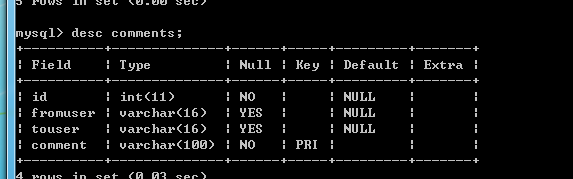 5 rows in set (0.00 sec)
mysql> desc comments;
+----------+--------------+------+-----+---------+-------+
| Field    | Type         | Null | Key | Default | Extra |
+----------+--------------+------+-----+---------+-------+
| id       | int(11)      | NO   |     | NULL    |       |
| fromuser | varchar(16)  | YES  |     | NULL    |       |
| touser   | varchar(16)  | YES  |     | NULL    |       |
| comment  | varchar(100) | NO   | PRI |         |       |
+----------+--------------+------+-----+---------+-------+
4 rows in set (0.03 sec)